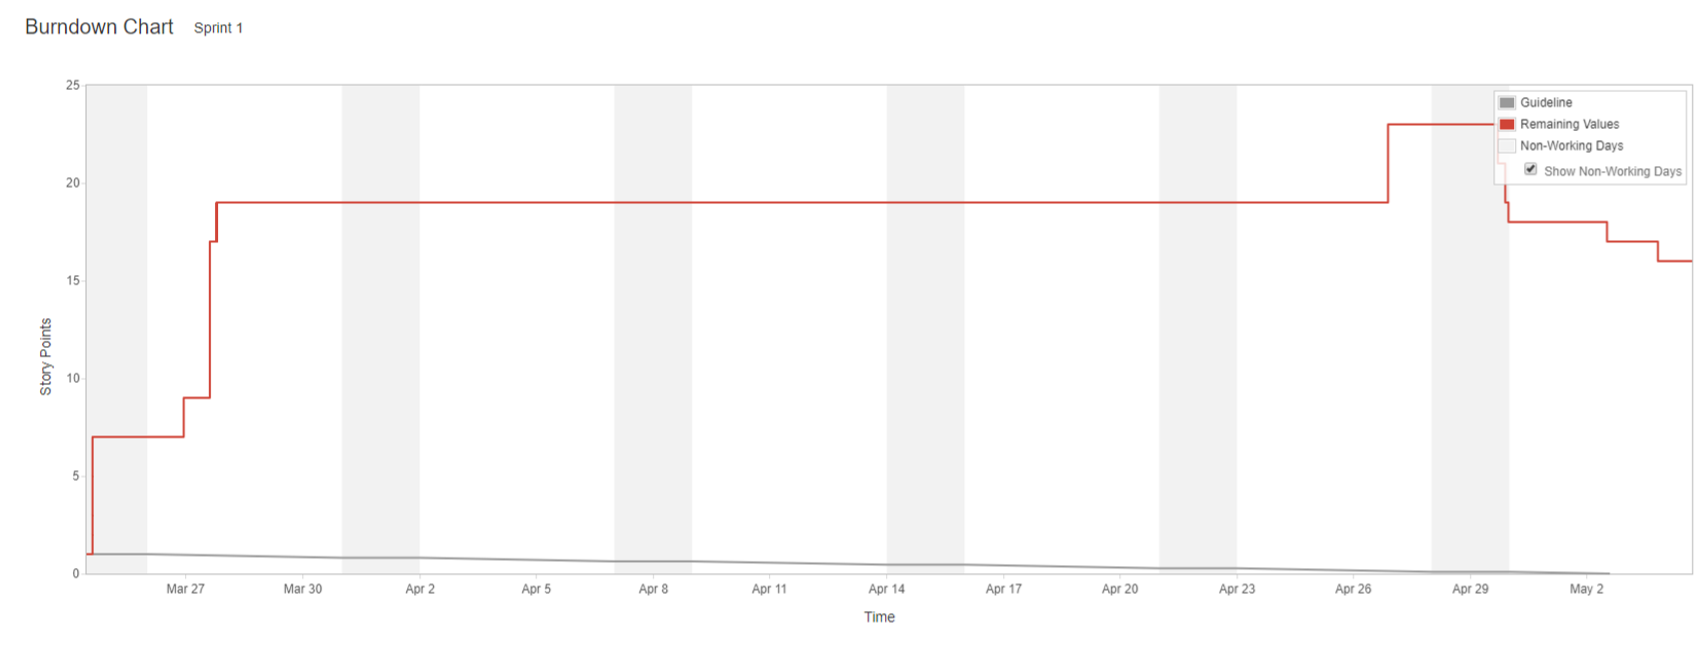 Burndown Chart Sprint 1
25
20
15
10
5
0
Story Points
Guideline
Remaining Values
Non-Working Days
Show Non-Working Days
Mar 27 Mar 30 Apr 2 Apr 5 Apr 8 Apr 11 Apr 14 Apr 17 Apr 20 Apr 23 Apr 26 Apr 29 May 2
Time